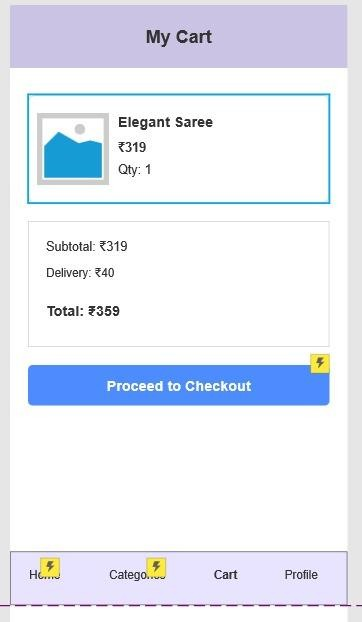 My Cart
Elegant Saree
₹319
Qty: 1
Subtotal: ₹319
Delivery: ₹40
Total: ₹359
Proceed to Checkout
Home Categories Cart Profile